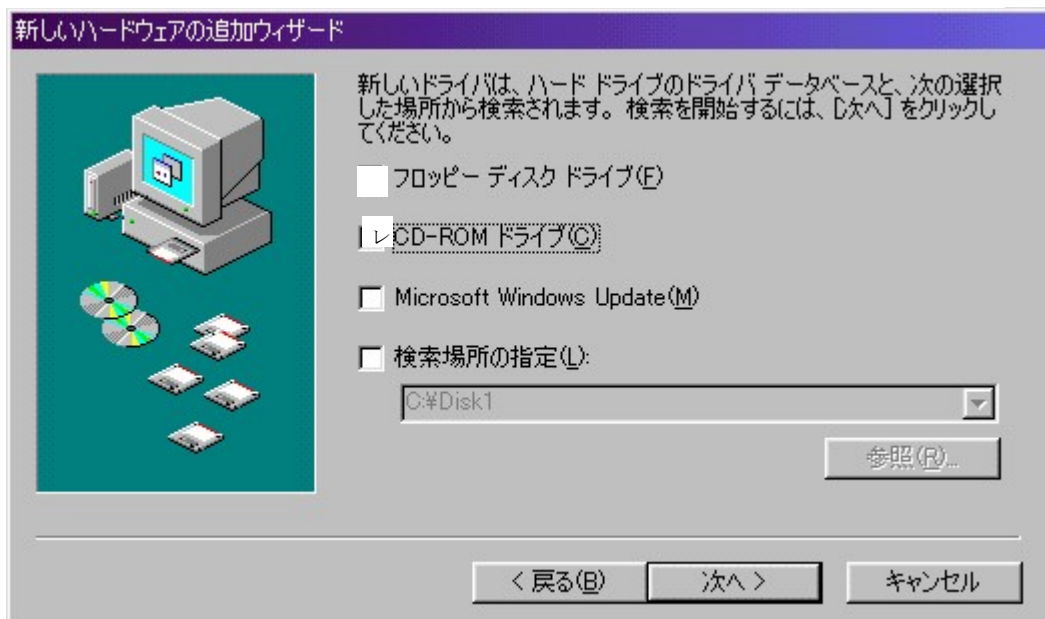 新しいハードウェアの追加ウィザード
新しいドライバは、ハード ドライブのドライバ データベースと、次の選択
した場所から検索されます。検索を開始するには、[次へ] をクリックし
てください。
フロッピー ディスク ドライブ(F)
CD-ROM ドライブ(C)
Microsoft Windows Update(M)
検索場所の指定(L):
C:¥Disk1
参照(R)...
< 戻る(B)
次へ >
キャンセル